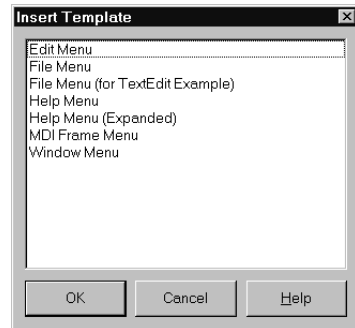 Insert Template
Edit Menu
File Menu
File Menu (for TextEdit Example)
Help Menu
Help Menu (Expanded)
MDI Frame Menu
Window Menu
OK
Cancel
Help